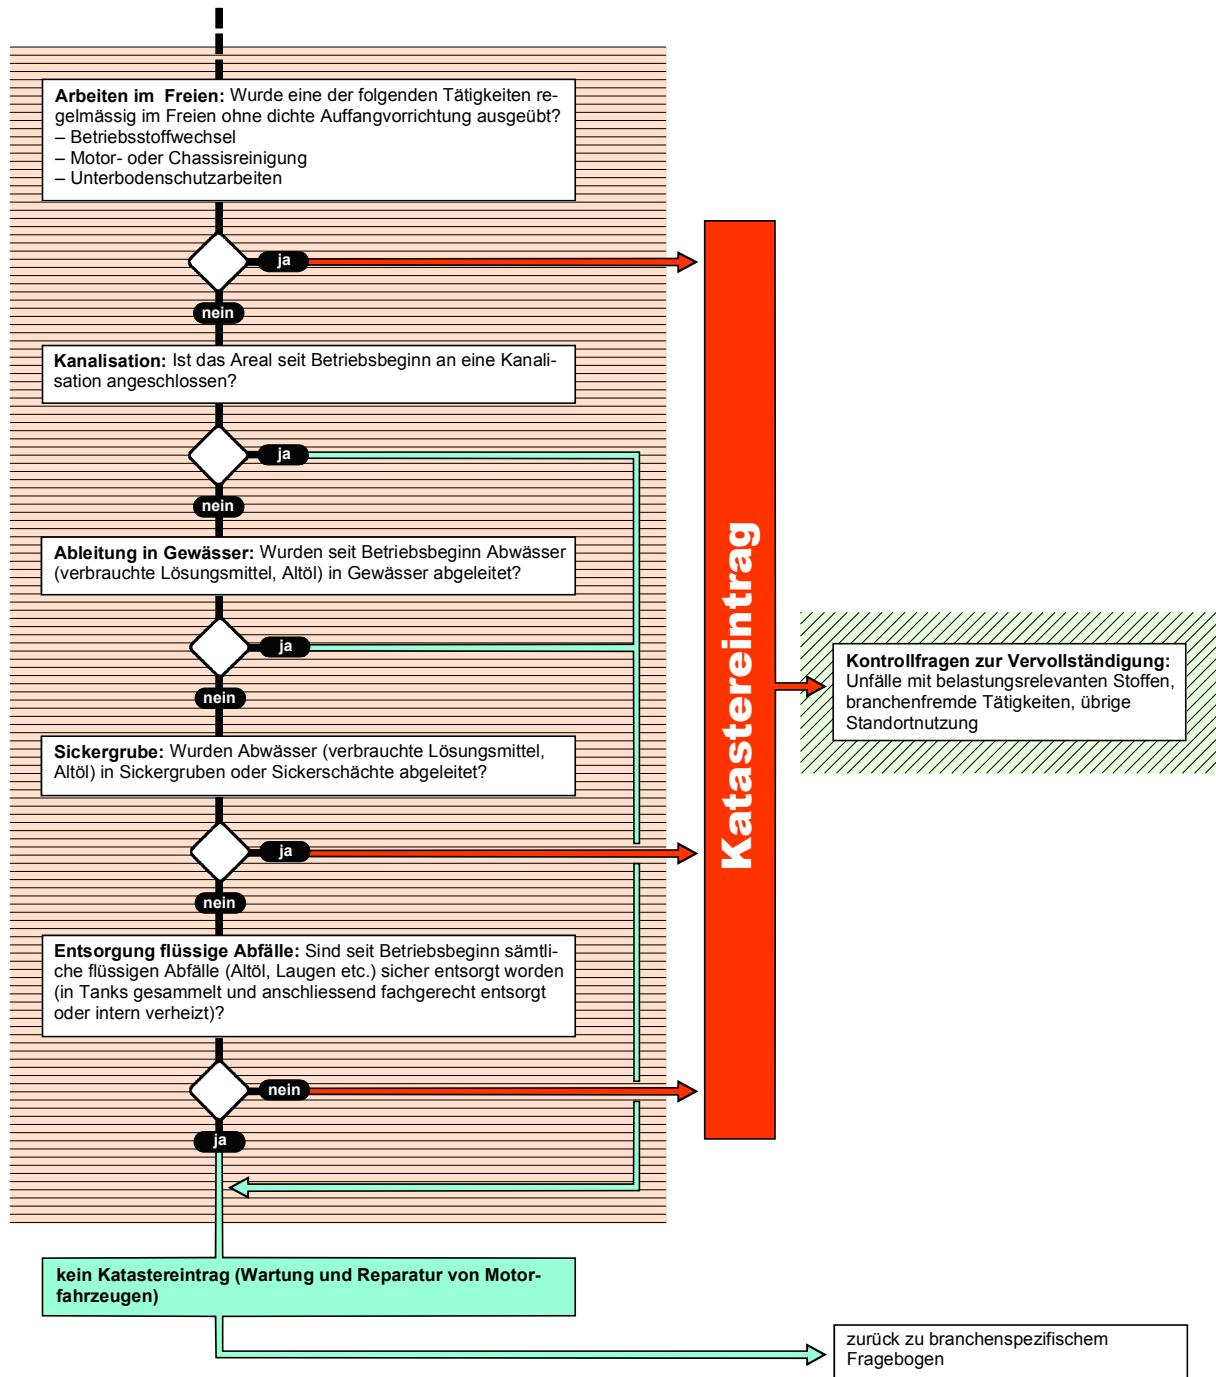 Arbeiten im Freien: Wurde eine der folgenden Tätigkeiten re-
gelmässig im Freien ohne dichte Auffangvorrichtung ausgeübt?
– Betriebsstoffwechsel
– Motor- oder Chassisreinigung
– Unterbodenschutzarbeiten
ja
nein
Kanalisation: Ist das Areal seit Betriebsbeginn an eine Kanali-
sation angeschlossen?
ja
nein
Ableitung in Gewässer: Wurden seit Betriebsbeginn Abwässer
(verbrauchte Lösungsmittel, Altöl) in Gewässer abgeleitet?
ja
nein
Sickergrube: Wurden Abwässer (verbrauchte Lösungsmittel,
Altöl) in Sickergruben oder Sickerschächte abgeleitet?
ja
nein
Entsorgung flüssige Abfälle: Sind seit Betriebsbeginn sämtli-
che flüssigen Abfälle (Altöl, Laugen etc.) sicher entsorgt worden
(in Tanks gesammelt und anschliessend fachgerecht entsorgt
oder intern verheizt)?
nein
ja
Katastereintrag
Kontrollfragen zur Vervollständigung:
Unfälle mit belastungsrelevanten Stoffen,
branchenfremde Tätigkeiten, übrige
Standortnutzung
kein Katastereintrag (Wartung und Reparatur von Motor-
fahrzeugen)
zurück zu branchenspezifischem
Fragebogen